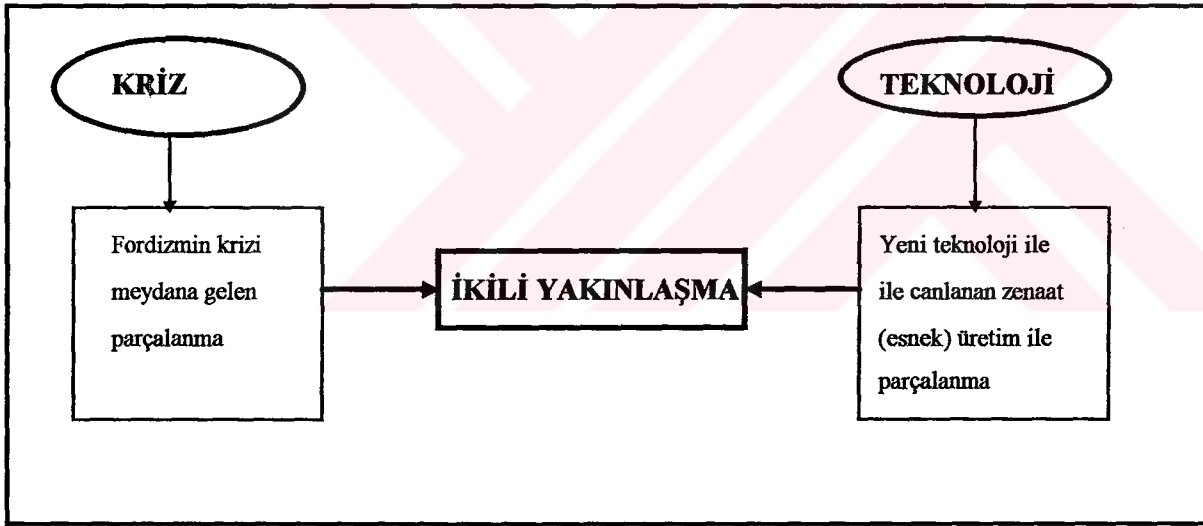 KRİZ
TEKNOLOJİ
Fordizmin krizi
meydana gelen
parçalanma
İKİLİ YAKINLAŞMA
Yeni teknoloji ile
ile canlanan zenaat
(esnek) üretim ile
parçalanma